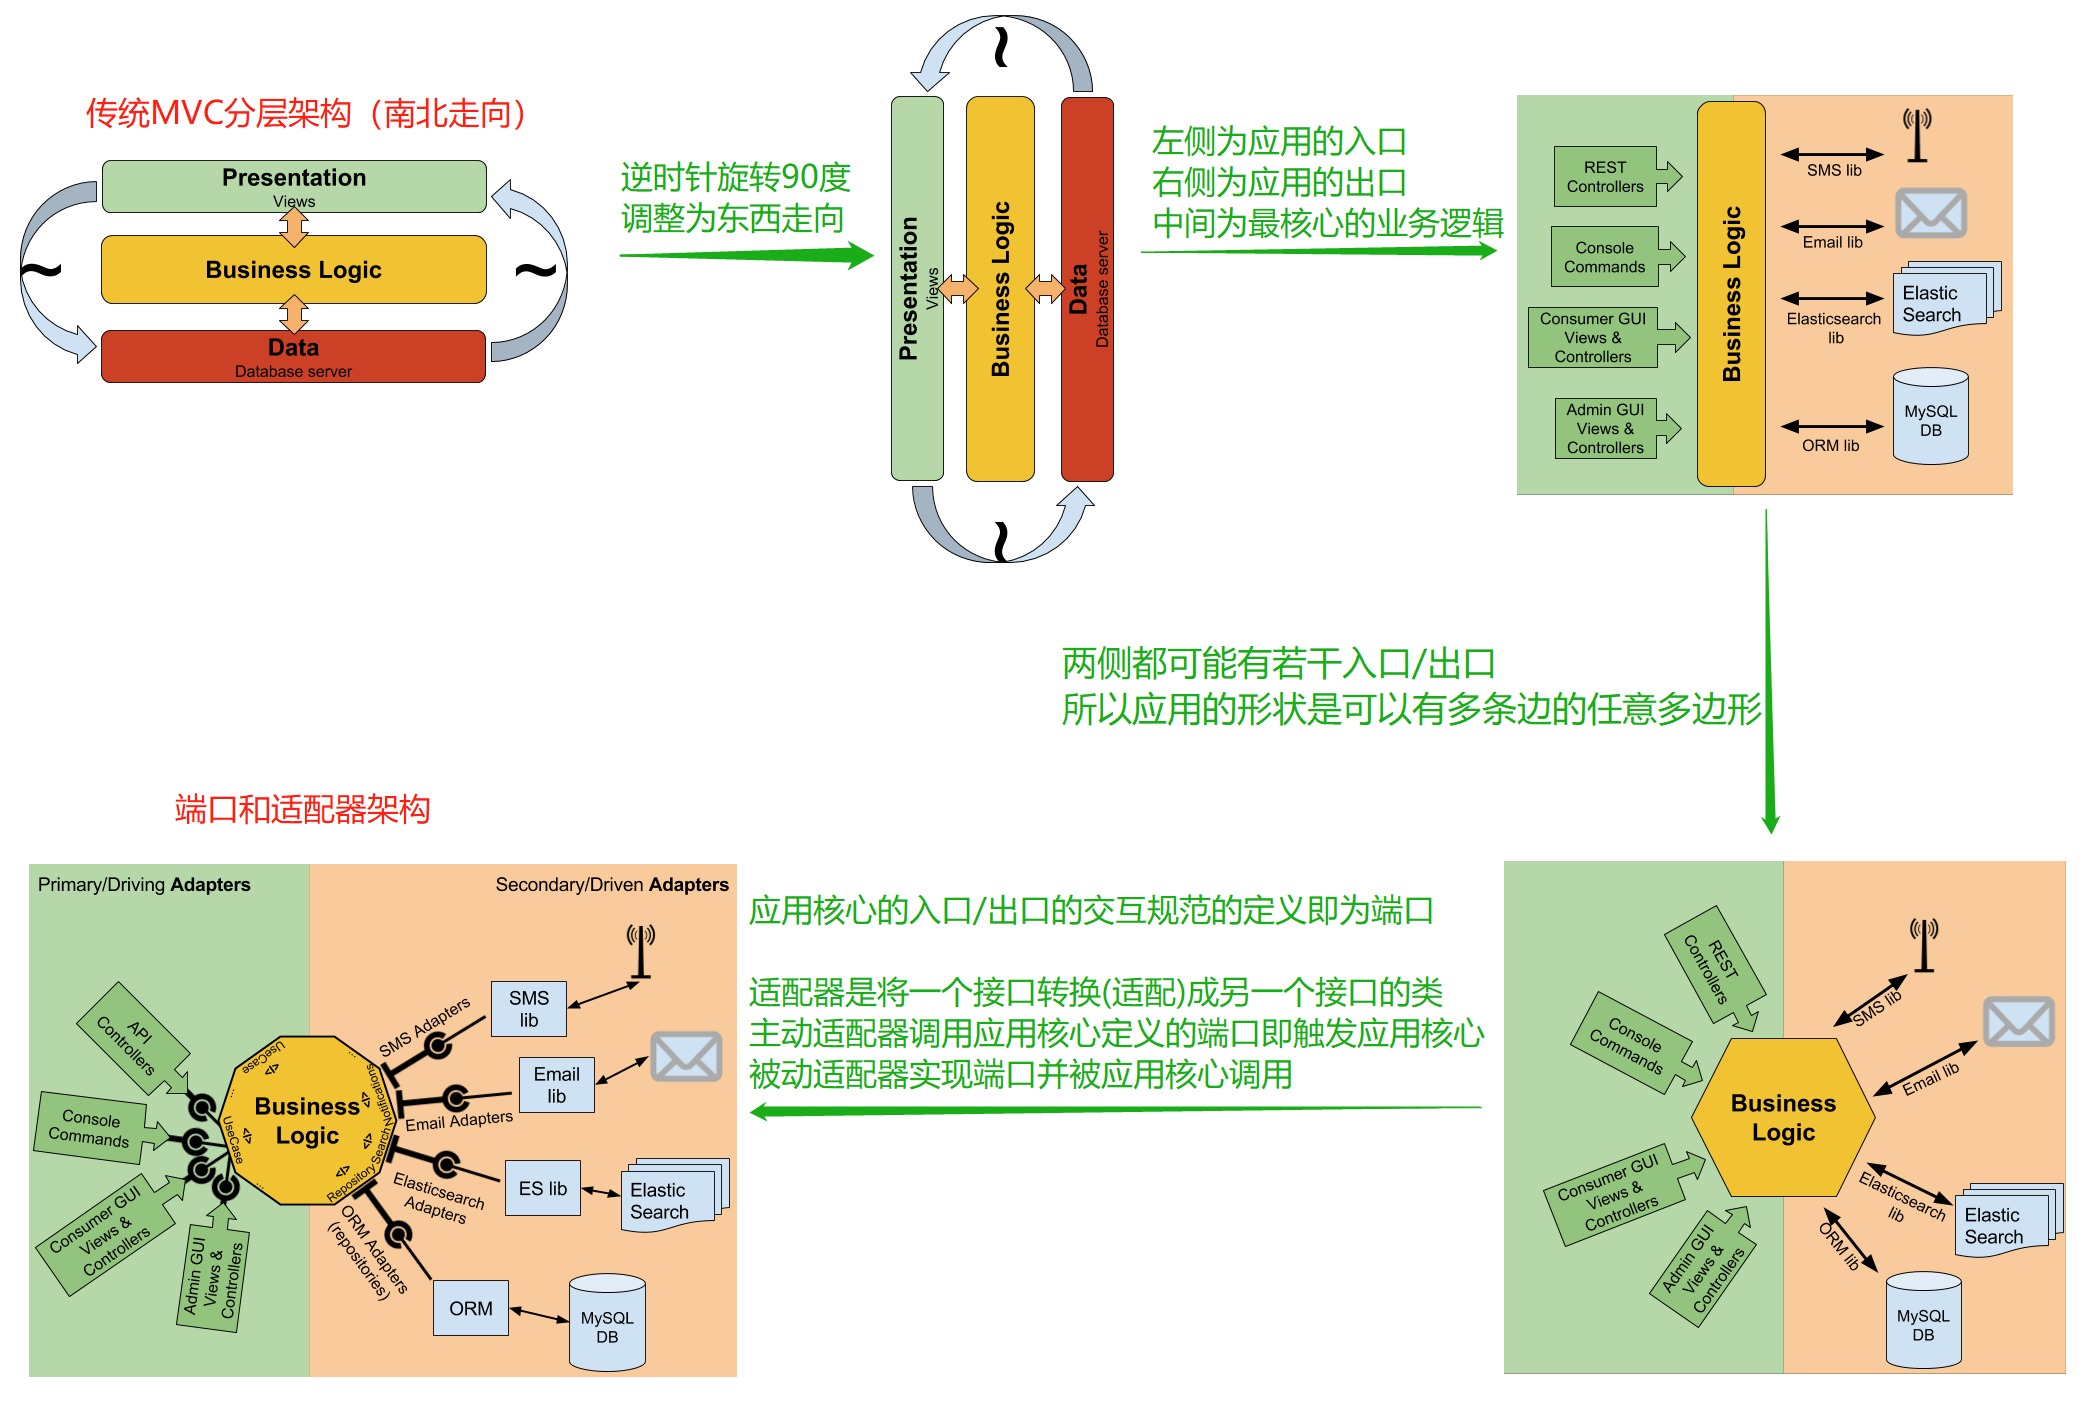 传统MVC分层架构（南北走向）
Presentation
Views
Business Logic
Data
Database server
逆时针旋转90度
调整为东西走向
Presentation
Views
Business Logic
Data
Database server
左侧为应用的入口
右侧为应用的出口
中间为最核心的业务逻辑
REST
Controllers
Console
Commands
Consumer GUI
Views &
Controllers
Admin GUI
Views &
Controllers
Business Logic
SMS lib
Email lib
Elasticsearch
lib
ORM lib
Elastic
Search
MySQL
DB
两侧都可能有若干入口/出口
所以应用的形状是可以有多条边的任意多边形
REST
Controllers
Console
Commands
Consumer GUI
Views &
Controllers
Admin GUI
Views &
Controllers
Business
Logic
SMS lib
Email lib
Elasticsearch
lib
ORM lib
Elastic
Search
MySQL
DB
应用核心的入口/出口的交互规范的定义即为端口
适配器是将一个接口转换(适配)成另一个接口的类
主动适配器调用应用核心定义的端口即触发应用核心
被动适配器实现端口并被应用核心调用
端口和适配器架构
Primary/Driving Adapters
Secondary/Driven Adapters
API
Controllers
Console
Commands
Consumer GUI
Views &
Controllers
Admin GUI
Views &
Controllers
UseCase
</>
...
UseCase
</>
...
...
Business
Logic
Notifications
</>
Search
</>
Repository
</>
SMS Adapters
Email Adapters
Elasticsearch
Adapters
ORM Adapters
(repositories)
SMS
lib
Email
lib
ES lib
ORM
Elastic
Search
MySQL
DB